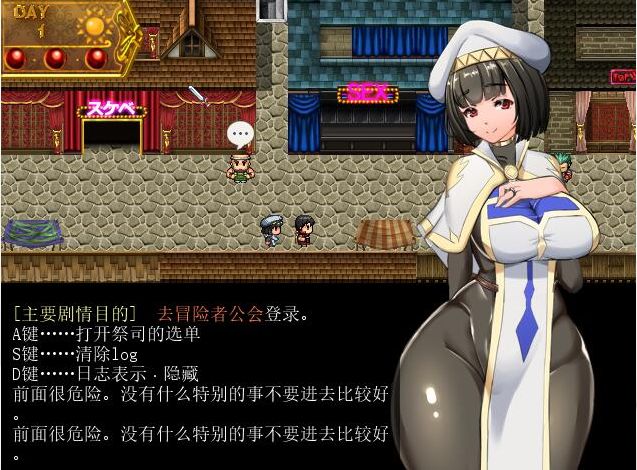 DAY
1
スケベ
SEX
[主要剧情目的] 去冒险者公会登录。
A键……打开祭司的选单
S键……清除log
D键……日志表示·隐藏
前面很危险。没有什么特别的事不要进去比较好
。
前面很危险。没有什么特别的事不要进去比较好
。